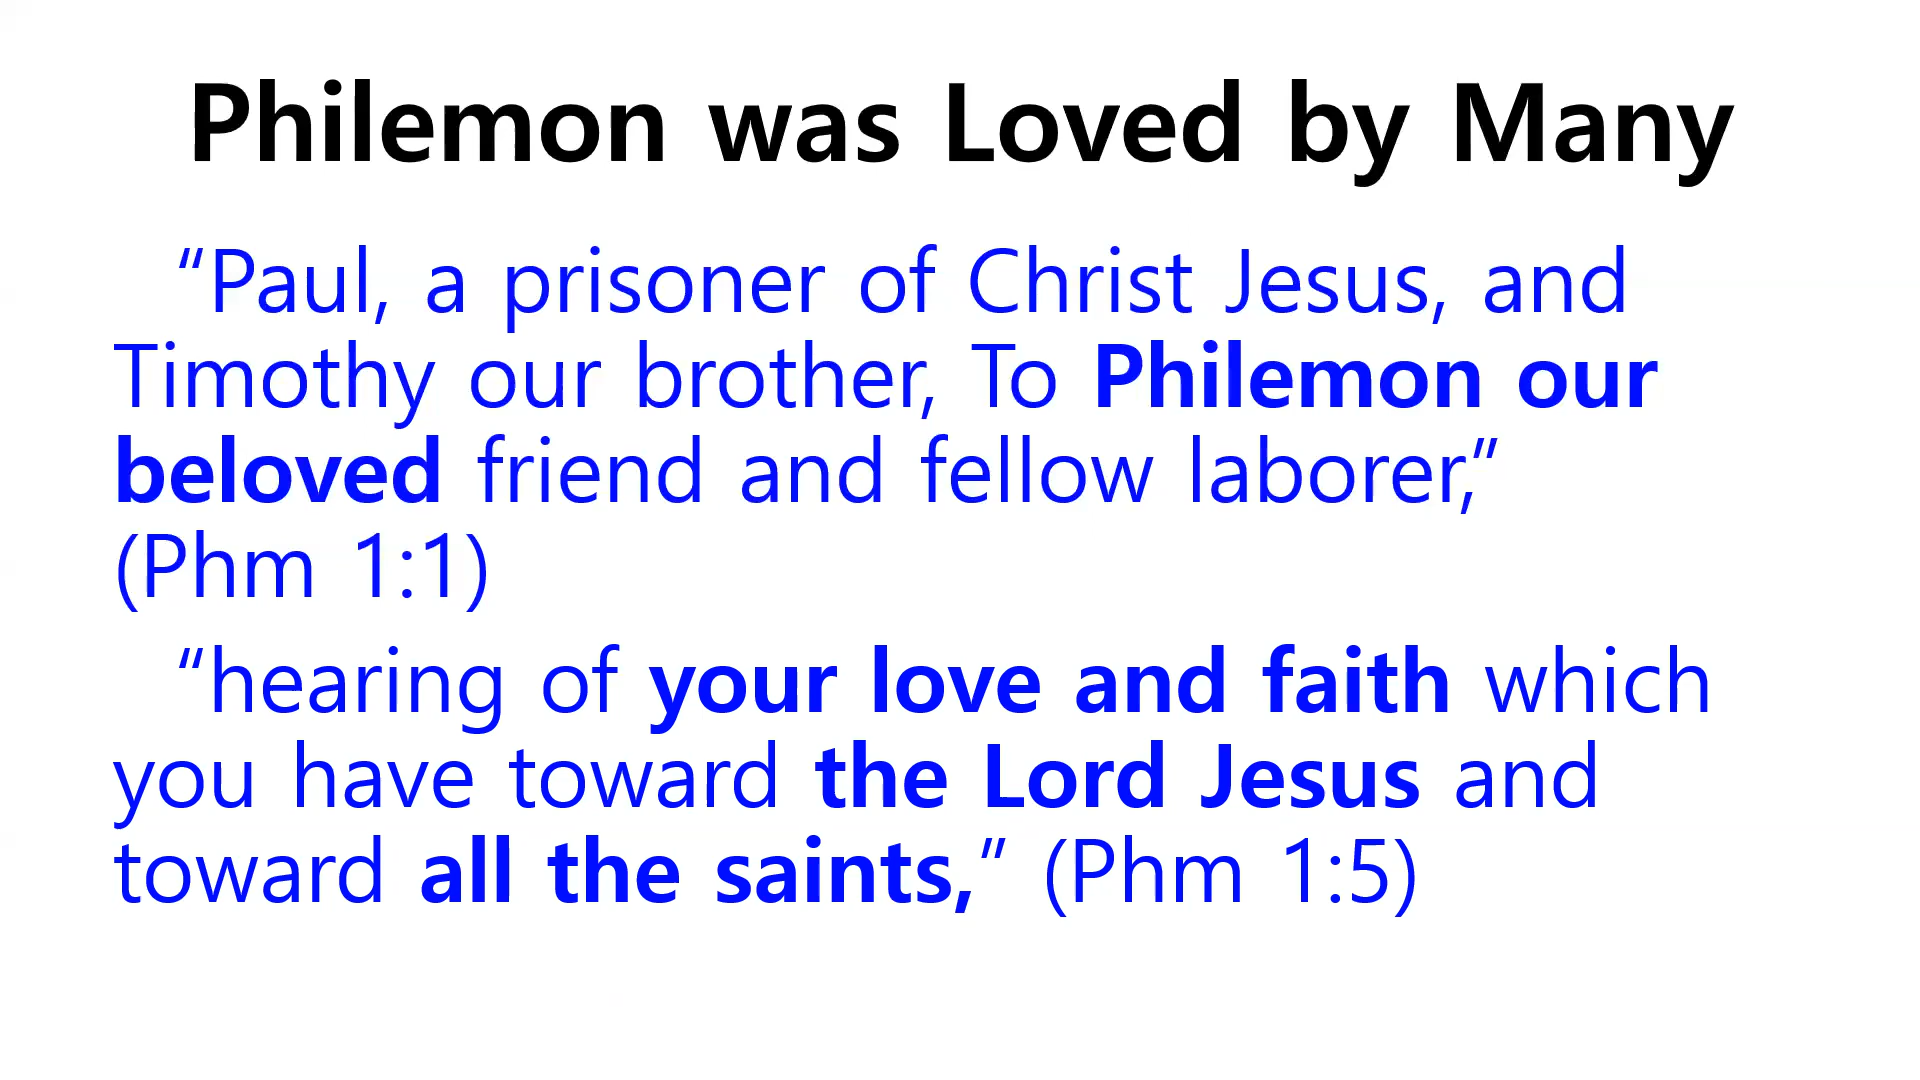 Philemon was Loved by Many
“Paul, a prisoner of Christ Jesus, and
Timothy our brother, To Philemon our
beloved friend and fellow laborer,”
(Phm 1:1)
“hearing of your love and faith which
you have toward the Lord Jesus and
toward all the saints,” (Phm 1:5)